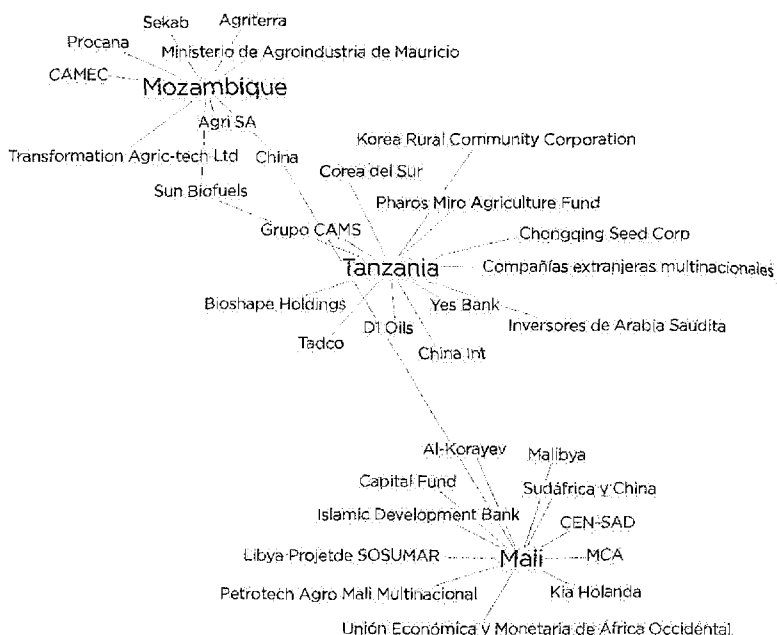 Sekab
Agriterra
Procana
Ministerio de Agroindustria de Mauricio
CAMEC
Mozambique
Agri SA
Transformation Agric-tech Ltd
China
Sun Biofuels
Korea Rural Community Corporation
Corea del Sur
Pharos Miro Agriculture Fund
Grupo CAMS
Chongqing Seed Corp
Tanzania
Compañías extranjeras multinacionales
Bioshape Holdings
Yes Bank
D1 Oils
Inversores de Arabia Saudita
Tadco
China Int
Al-Korayev
Malibya
Capital Fund
Sudáfrica y China
Islamic Development Bank
CEN-SAD
Libya Projetde SOSUMAR
Mali
MCA
Petrotech Agro Mali Multinacional
Kia Holanda
Unión Económica y Monetaria de África Occidental